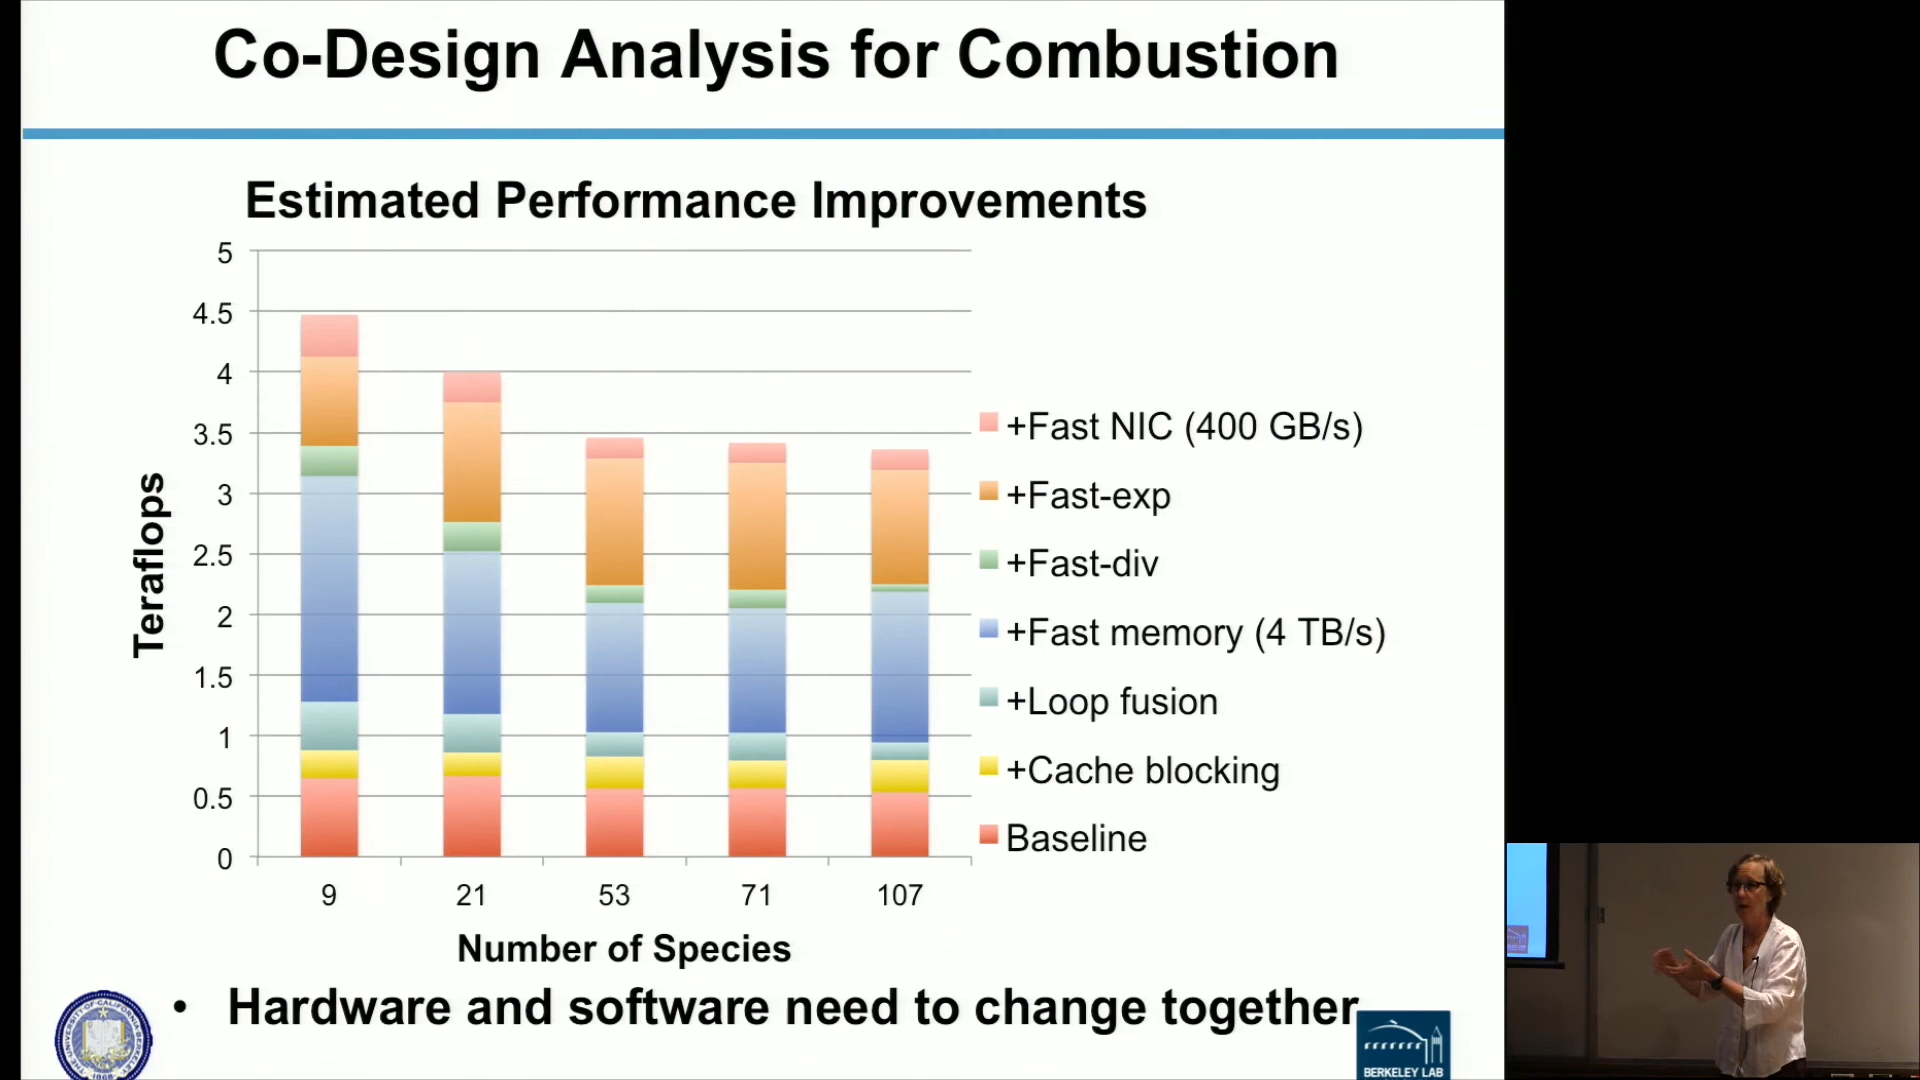 Co-Design Analysis for Combustion
Estimated Performance Improvements
5
4.5
4
3.5
3
2.5
2
1.5
1
0.5
0
Teraflops
9 21 53 71 107
Number of Species
+Fast NIC (400 GB/s)
+Fast-exp
+Fast-div
+Fast memory (4 TB/s)
+Loop fusion
+Cache blocking
Baseline
• Hardware and software need to change together
BERKELEY LAB